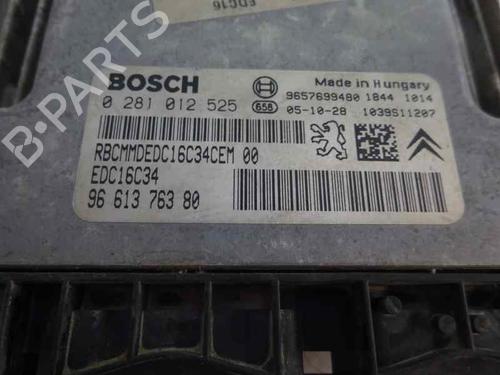 EDC16
BOSCH
Made in Hungary
0 281 012 525
658
9657699480 1844 1014
05-10-28 1039S11207
RBCMMDEDC16C34CEM 00
EDC16C34
96 613 763 80
B-PARTS